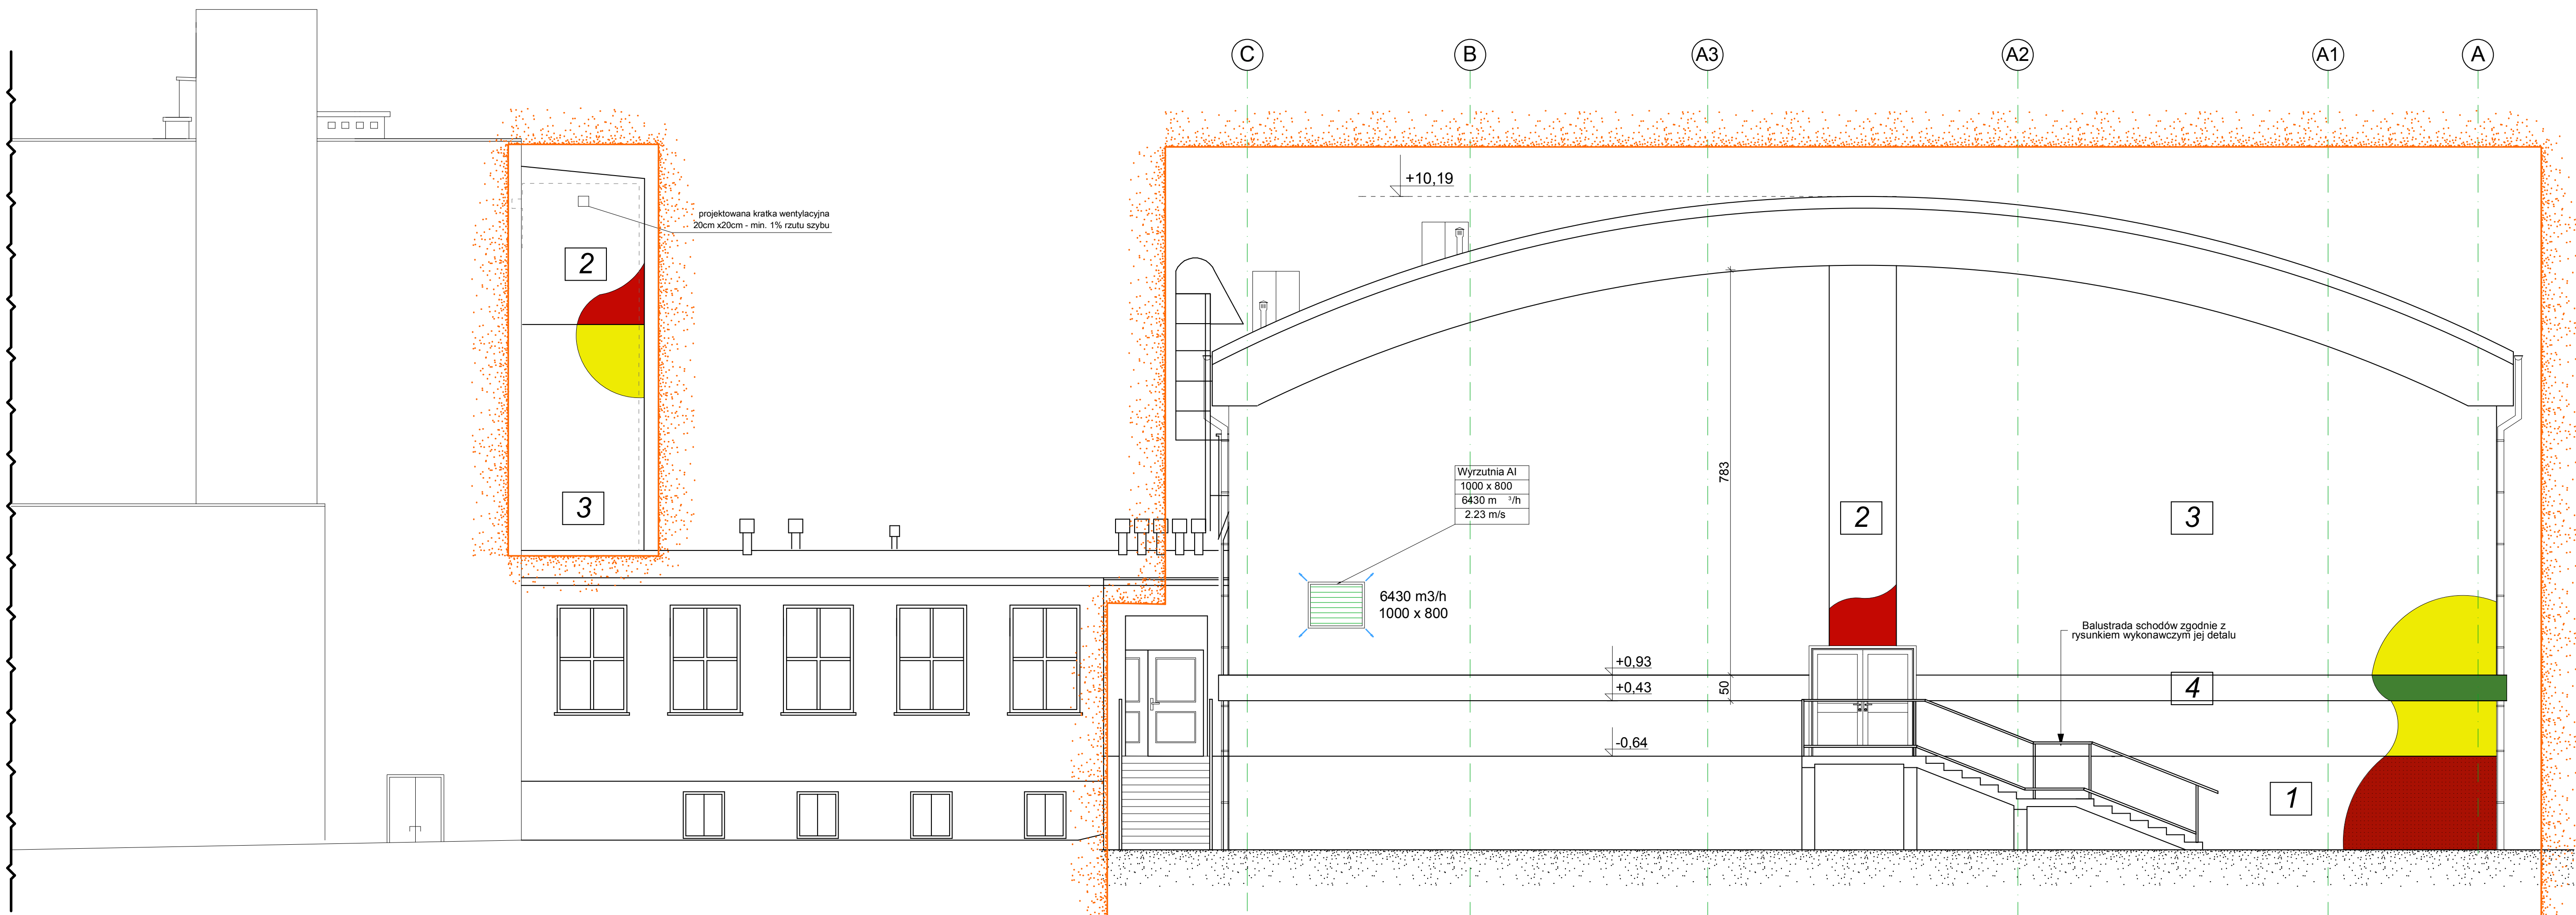 C
B
A3
A2
A1
A
+10,19
projektowana kratka wentylacyjna
20cm x20cm - min. 1% rzutu szybu
2
3
783
Wyrzutnia AI
1000 x 800
6430 m ³/h
2.23 m/s
2
3
6430 m3/h
1000 x 800
Balustrada schodów zgodnie z
rysunkiem wykonawczym jej detalu
+0,93
+0,43
50
4
-0,64
1